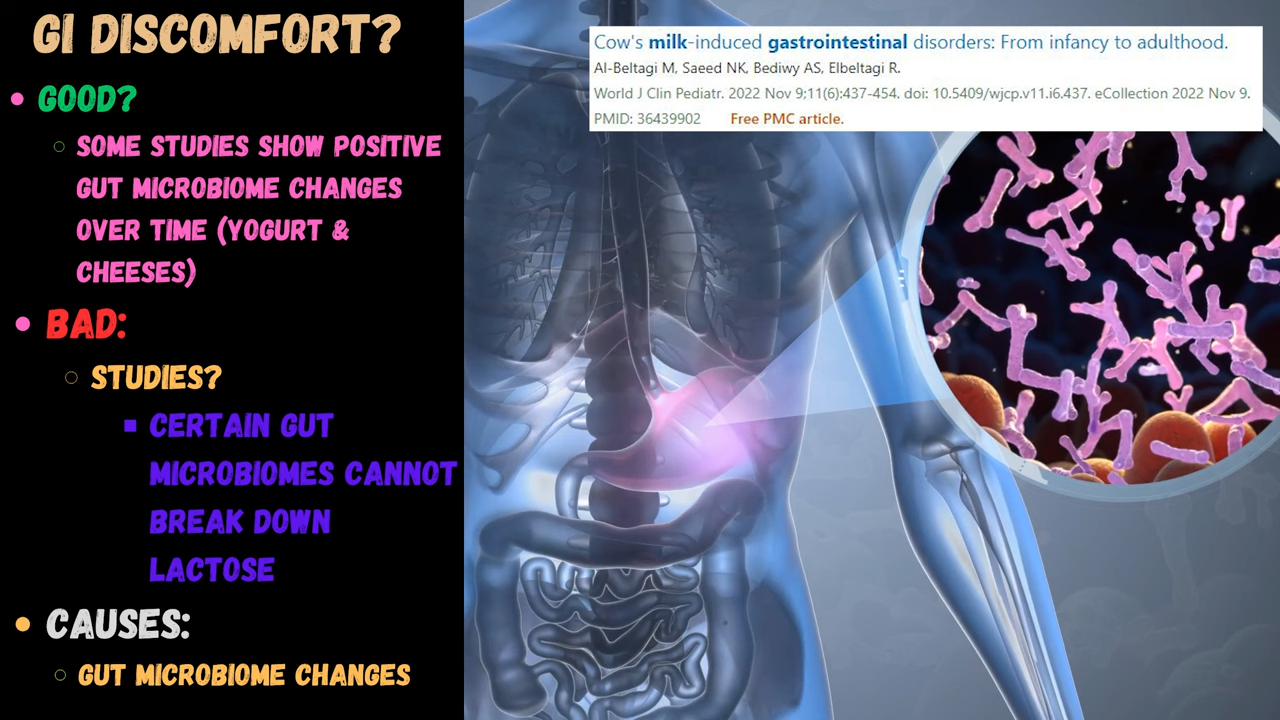 GI DISCOMFORT?
GOOD?
SOME STUDIES SHOW POSITIVE
GUT MICROBIOME CHANGES
OVER TIME (YOGURT &
CHEESES)
BAD:
STUDIES?
CERTAIN GUT
MICROBIOMES CANNOT
BREAK DOWN
LACTOSE
CAUSES:
GUT MICROBIOME CHANGES
Cow's milk-induced gastrointestinal disorders: From infancy to adulthood.
Al-Beltagi M, Saeed NK, Bediwy AS, Elbeltagi R.
World J Clin Pediatr. 2022 Nov 9;11(6):437-454. doi: 10.5409/wjcp.v11.i6.437. eCollection 2022 Nov 9.
PMID: 36439902 Free PMC article.